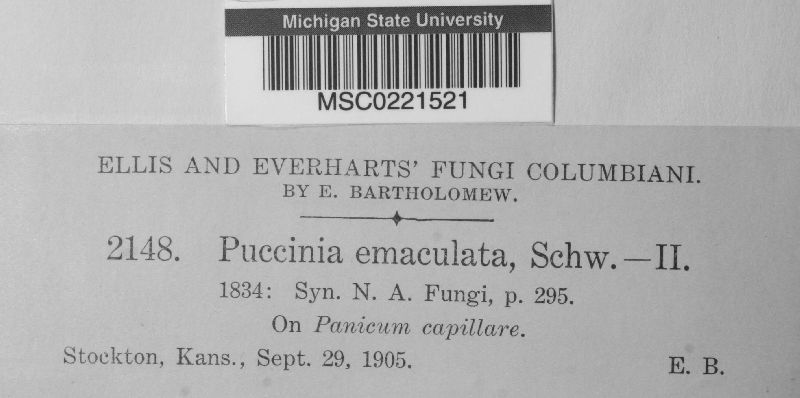 Michigan State University
MSC0221521
ELLIS AND EVERHARTS' FUNGI COLUMBIANI.
BY E. BARTHOLOMEW.
2148. Puccinia emaculata, Schw.—II.
1834: Syn. N. A. Fungi, p. 295.
On Panicum capillare.
Stockton, Kans., Sept. 29, 1905.
E. B.